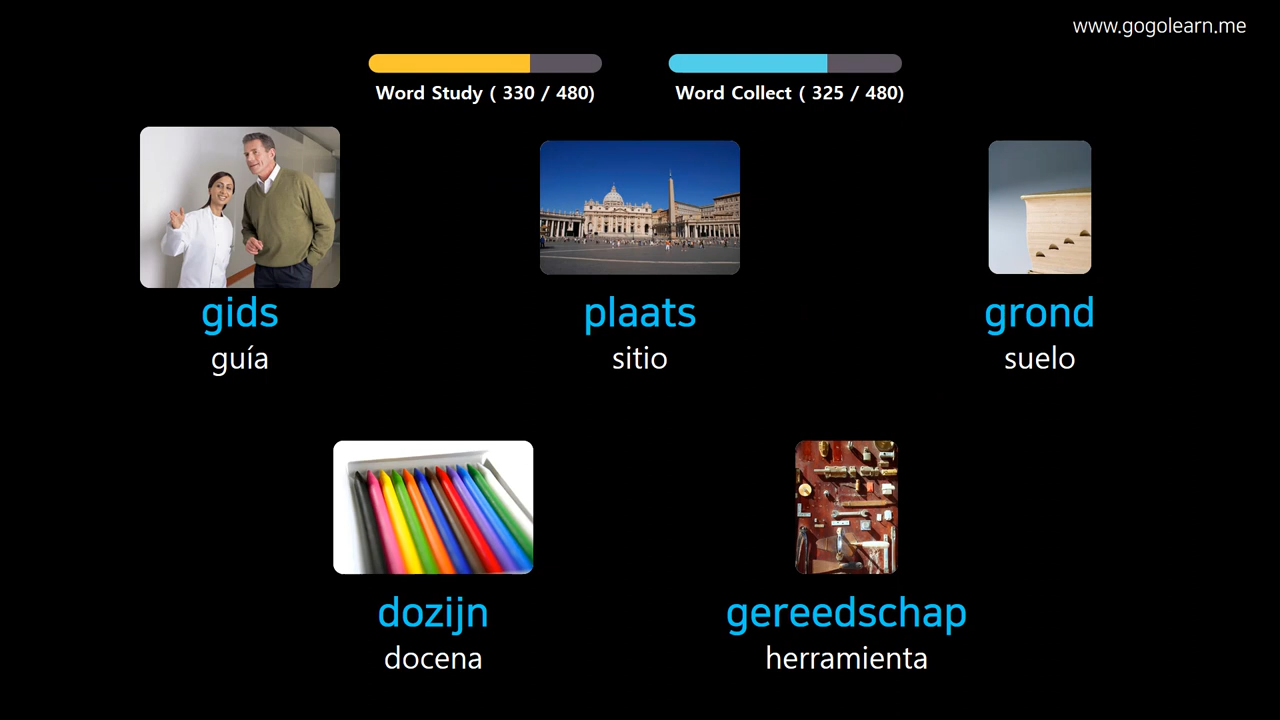 www.gogolearn.me
Word Study ( 330 / 480)
Word Collect ( 325 / 480)
gids
guía
plaats
sitio
grond
suelo
dozijn
docena
gereedschap
herramienta